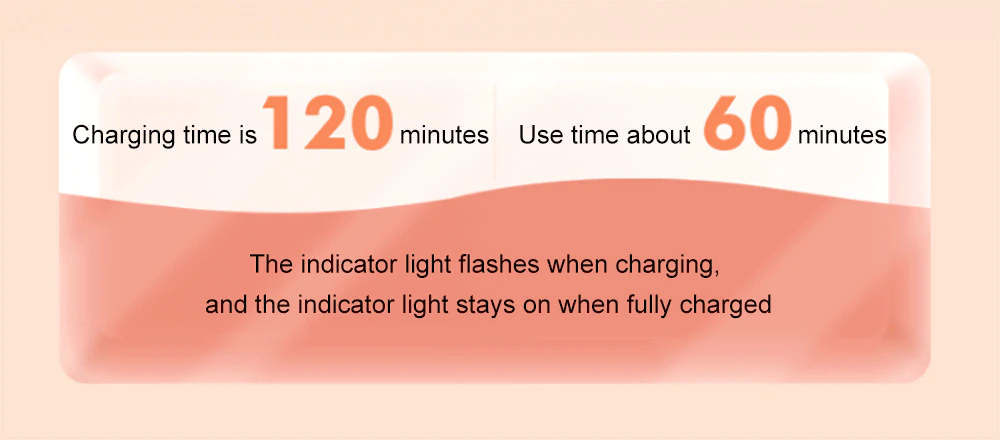 Charging time is 120 minutes
Use time about 60 minutes
The indicator light flashes when charging,
and the indicator light stays on when fully charged